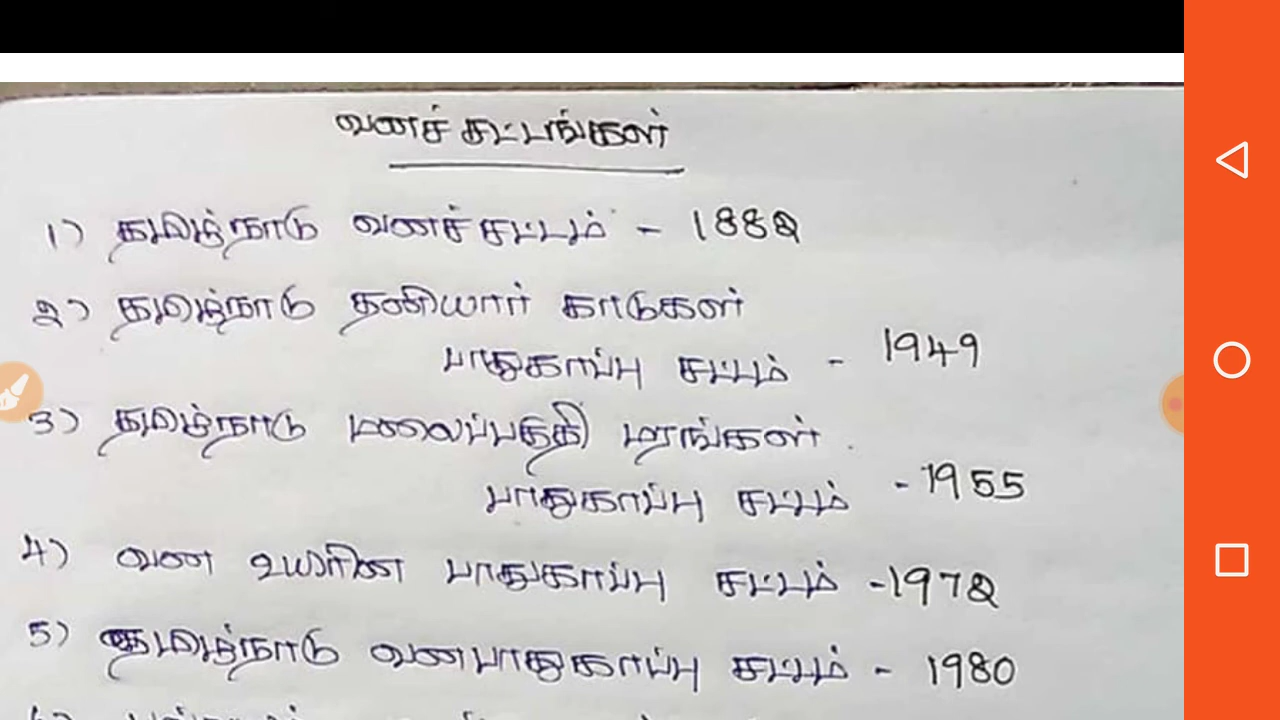 வனச் சட்டங்கள்
1) தமிழ்நாடு வனச் சட்டம் - 1882
2) தமிழ்நாடு தனியார் காடுகள்
பாதுகாப்பு சட்டம் - 1949
3) தமிழ்நாடு மலைப்பகுதி மரங்கள்
பாதுகாப்பு சட்டம் - 1955
4) வன உயிரின பாதுகாப்பு சட்டம் - 1972
5) தமிழ்நாடு வனபாதுகாப்பு சட்டம் - 1980